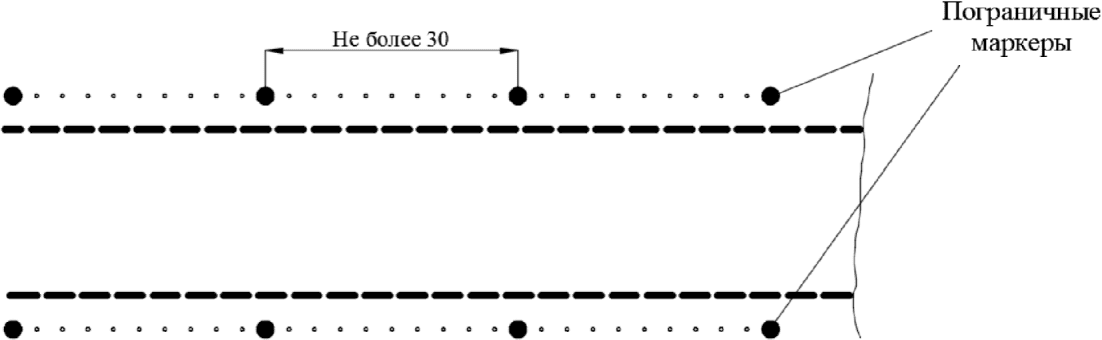 Пограничные
маркеры
Не более 30